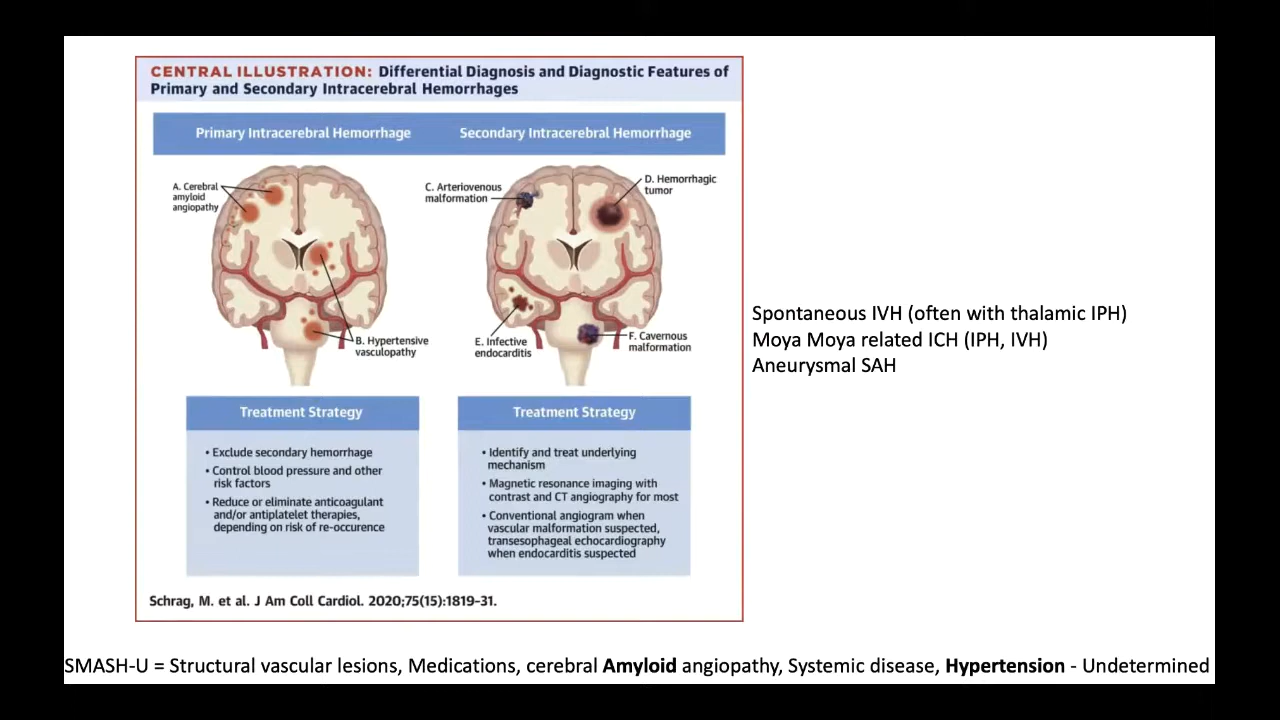 CENTRAL ILLUSTRATION: Differential Diagnosis and Diagnostic Features of
Primary and Secondary Intracerebral Hemorrhages
Primary Intracerebral Hemorrhage
Secondary Intracerebral Hemorrhage
A. Cerebral
amyloid
angiopathy
B. Hypertensive
vasculopathy
C. Arteriovenous
malformation
D. Hemorrhagic
tumor
E. Infective
endocarditis
F. Cavernous
malformation
Treatment Strategy
• Exclude secondary hemorrhage
• Control blood pressure and other
risk factors
• Reduce or eliminate anticoagulant
and/or antiplatelet therapies,
depending on risk of re-occurence
Treatment Strategy
• Identify and treat underlying
mechanism
• Magnetic resonance imaging with
contrast and CT angiography for most
• Conventional angiogram when
vascular malformation suspected,
transesophageal echocardiography
when endocarditis suspected
Schrag, M. et al. J Am Coll Cardiol. 2020;75(15):1819-31.
Spontaneous IVH (often with thalamic IPH)
Moya Moya related ICH (IPH, IVH)
Aneurysmal SAH
SMASH-U = Structural vascular lesions, Medications, cerebral Amyloid angiopathy, Systemic disease, Hypertension - Undetermined